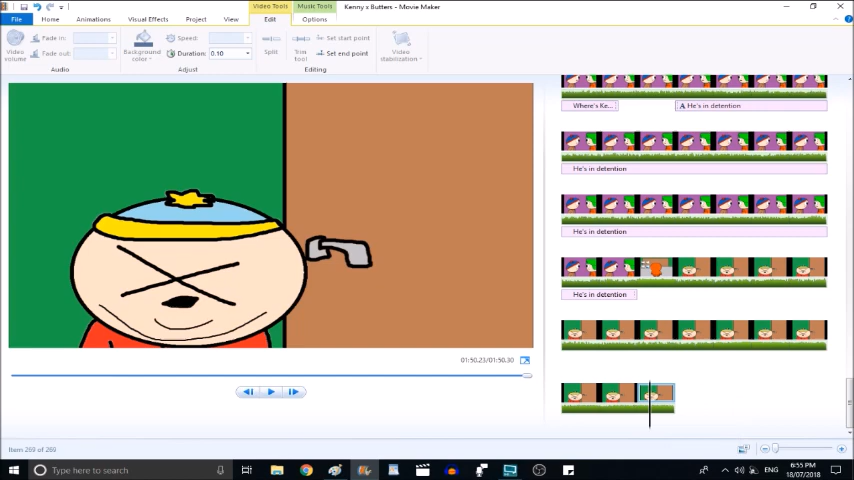 Video Tools
Musik Tools
Kenny x Butters - Movie Maker
File
Home
Animations
Visual Effects
Project
View
Edit
Options
Video volume
Fade in:
Fade out:
Background color
Speed:
Duration: 0.10
Split
Trim tool
Set start point
Set end point
Video stabilization
Audio
Adjust
Editing
Where's Ke...
A He's in detention
He's in detention
He's in detention
He's in detention
01:50,23/01:50,30
Item 269 of 269
Type here to search
ENG
6:55 PM
18/07/2018